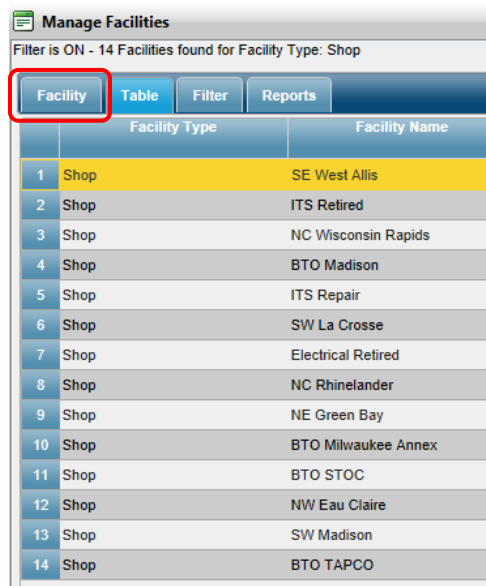 Manage Facilities
Filter is ON - 14 Facilities found for Facility Type: Shop
Facility Table Filter Reports
Facility Type Facility Name
1 Shop SE West Allis
2 Shop ITS Retired
3 Shop NC Wisconsin Rapids
4 Shop BTO Madison
5 Shop ITS Repair
6 Shop SW La Crosse
7 Shop Electrical Retired
8 Shop NC Rhinelander
9 Shop NE Green Bay
10 Shop BTO Milwaukee Annex
11 Shop BTO STOC
12 Shop NW Eau Claire
13 Shop SW Madison
14 Shop BTO TAPCO